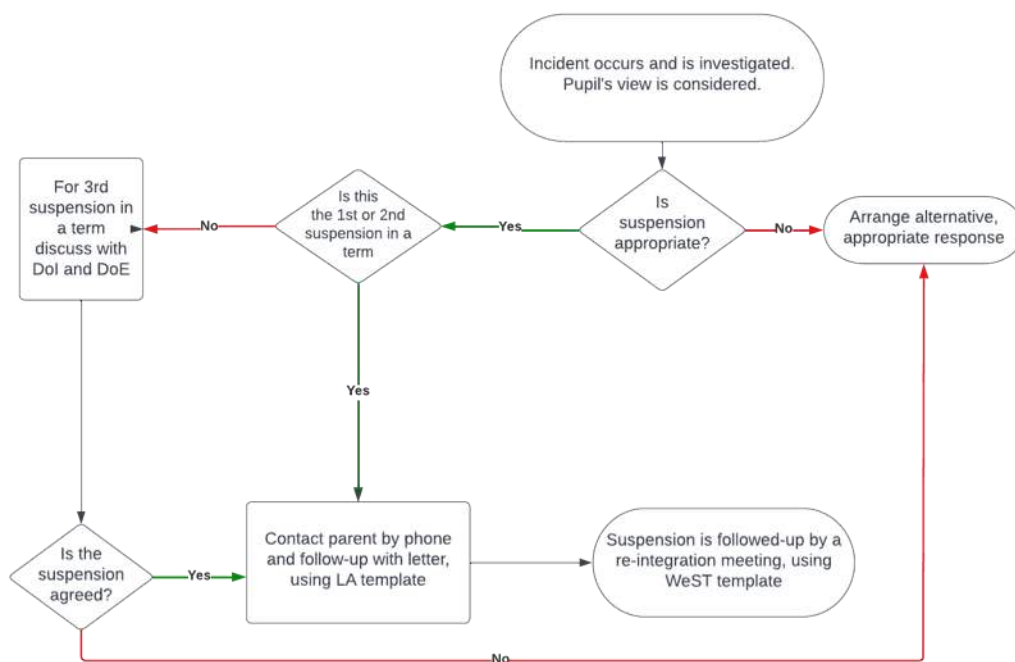 Incident occurs and is investigated.
Pupil's view is considered.
Is
suspension
appropriate?
Yes
No
Arrange alternative,
appropriate response
Is this
the 1st or 2nd
suspension in a
term
No
Yes
For 3rd
suspension in
a term
discuss with
DoI and DoE
Is the
suspension
agreed?
Yes
No
Contact parent by phone
and follow-up with letter,
using LA template
Suspension is followed-up by a
re-integration meeting, using
WeST template